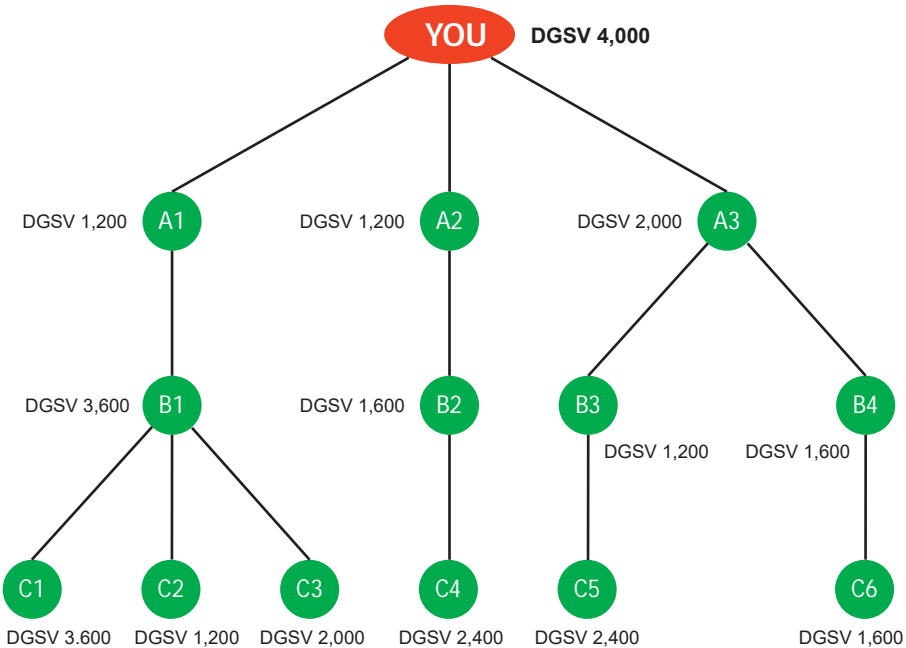 YOU DGSV 4,000
DGSV 1,200 A1 DGSV 1,200 A2 DGSV 2,000 A3
DGSV 3,600 B1 DGSV 1,600 B2 B3 B4
DGSV 1,200 DGSV 1,600
C1 C2 C3 C4 C5 C6
DGSV 3.600 DGSV 1,200 DGSV 2,000 DGSV 2,400 DGSV 2,400 DGSV 1,600